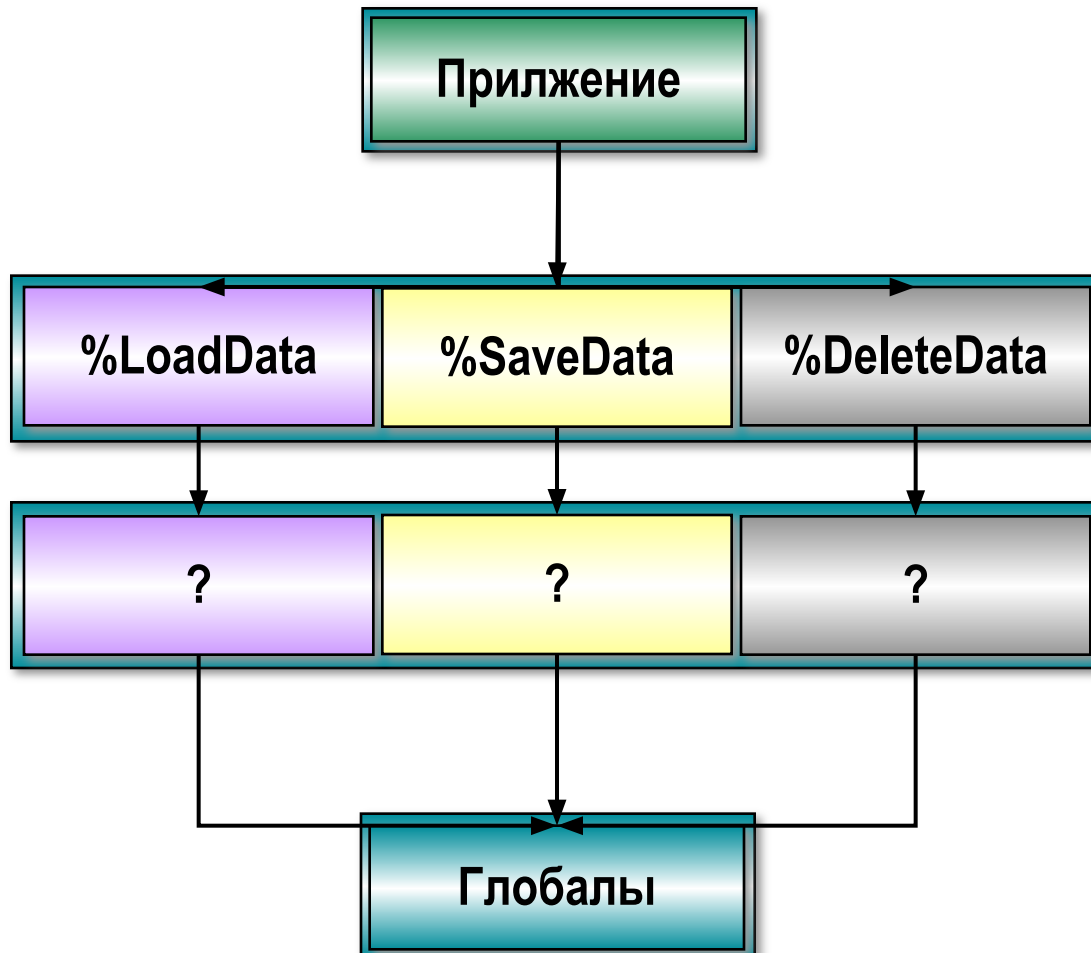 Прилжение
%LoadData
%SaveData
%DeleteData
?
?
?
Глобалы